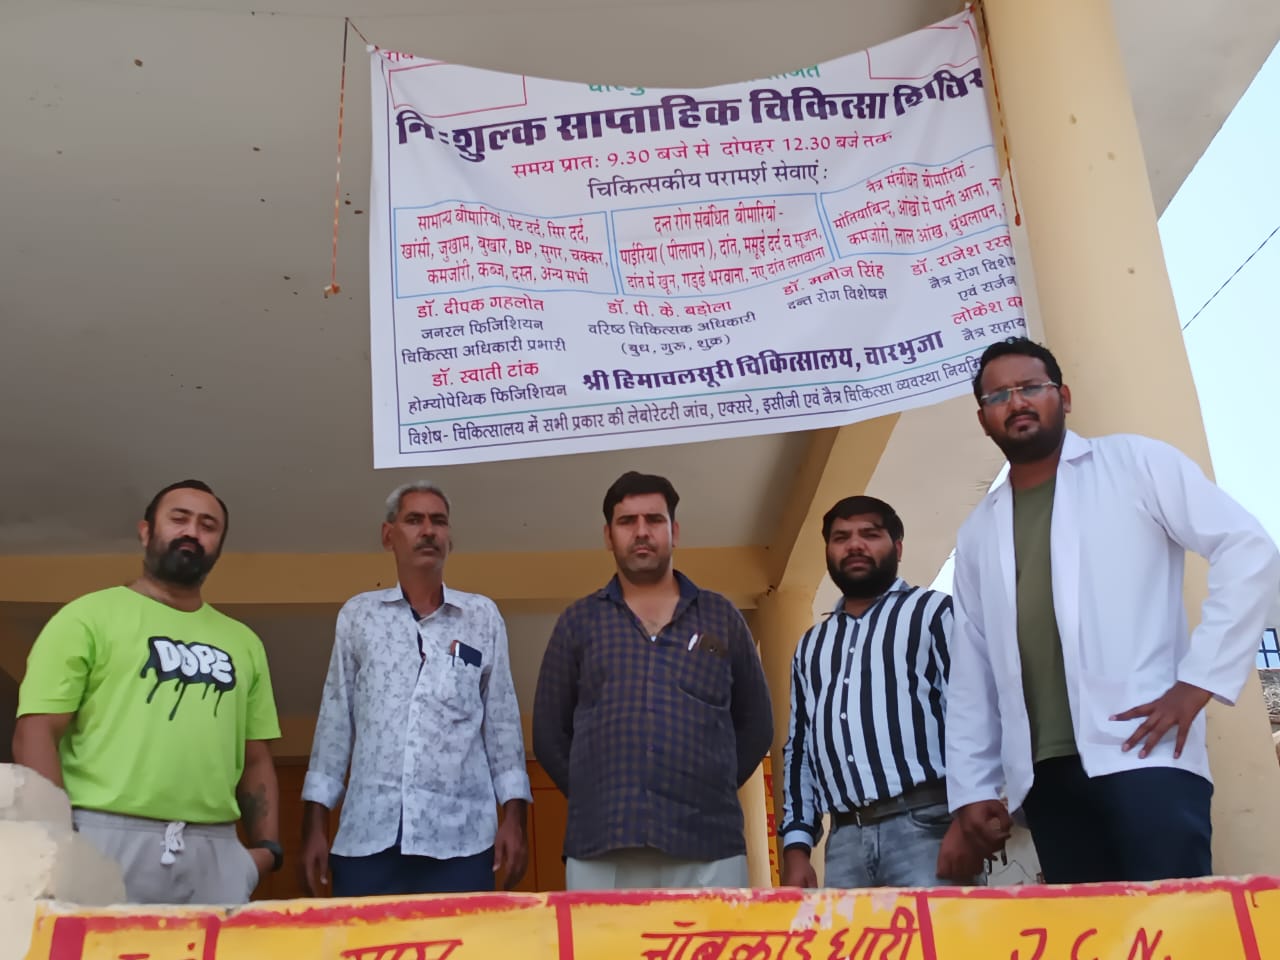 निःशुल्क साप्ताहिक चिकित्सा शिविर
समय प्रातः 9.30 बजे से दोपहर 12.30 बजे तक
चिकित्सकीय परामर्श सेवाएं :
सामान्य बीमारियां, पेट दर्द, सिर दर्द,
खांसी, जुखाम, बुखार, BP, सुगर, चक्कर,
कमजोरी, कब्ज, दस्त, अन्य सभी
दन्त रोग संबंधित बीमारियां -
पाईरिया ( पीलापन ), दांत, मसूड़े दर्द व सूजन,
दांत में खून, गड्ढे भरवाना, नए दांत लगवाना
नैत्र संबंधित बीमारियां -
मोतियाबिन्द, आंखों में पानी आना,
कमजोरी, लाल आंख, धुंधलापन,
डॉ. दीपक गहलोत
जनरल फिजिशियन
चिकित्सा अधिकारी प्रभारी
डॉ. स्वाती टांक
होम्योपेथिक फिजिशियन
डॉ. पी. के. बड़ोला
वरिष्ठ चिकित्सक अधिकारी
(बुध, गुरू, शुक्र)
डॉ. मनोज सिंह
दन्त रोग विशेषज्ञ
डॉ. राजेश
नैत्र रोग
एवं सर्जन
लोकेश
नैत्र
श्री हिमाचलसूरी चिकित्सालय, चारभुजा
विशेष- चिकित्सालय में सभी प्रकार की लेबोरेटरी जांच, एक्सरे, इसीजी एवं नैत्र चिकित्सा व्यवस्था
DOPE
जॉबकार्डधारी
J.C.N.